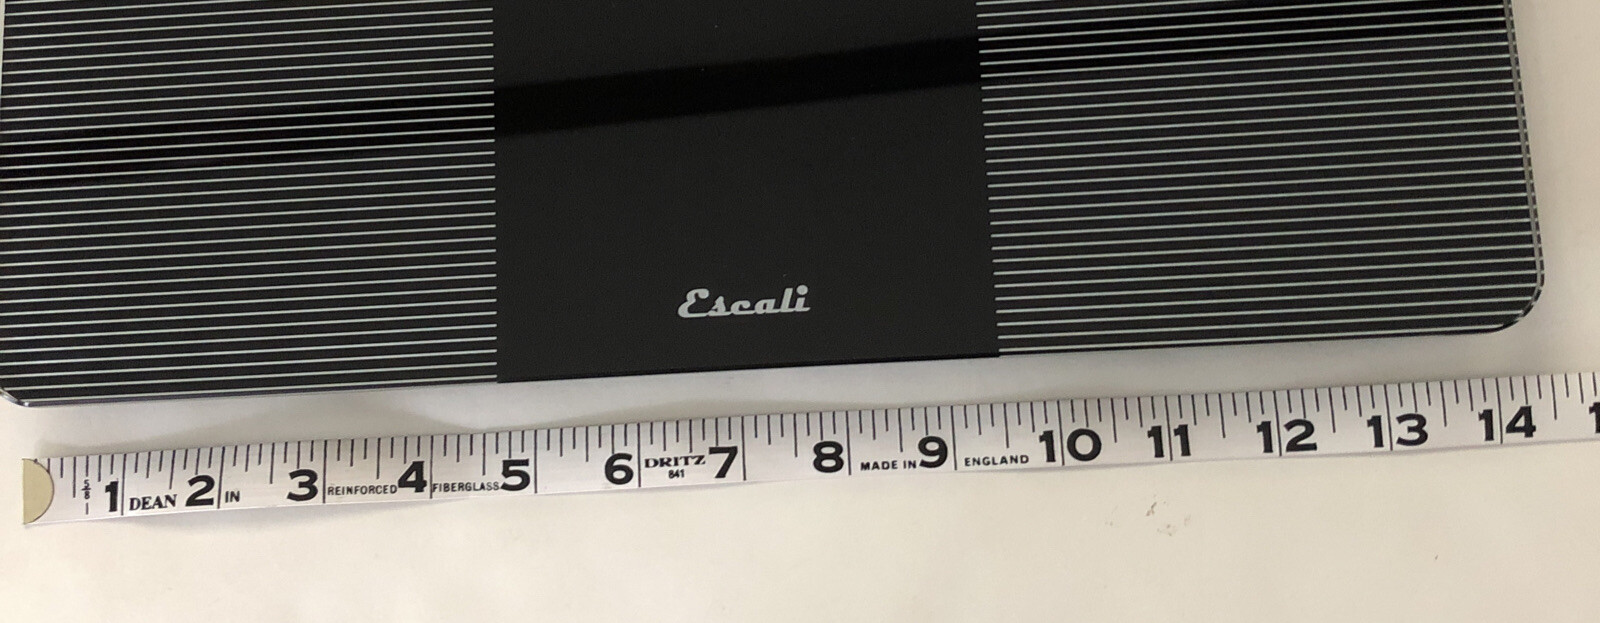 Escali
5/8 1 DEAN 2 IN 3 REINFORCED 4 FIBERGLASS 5 6 DRITZ 841 7 8 MADE IN 9 ENGLAND 10 11 12 13 14